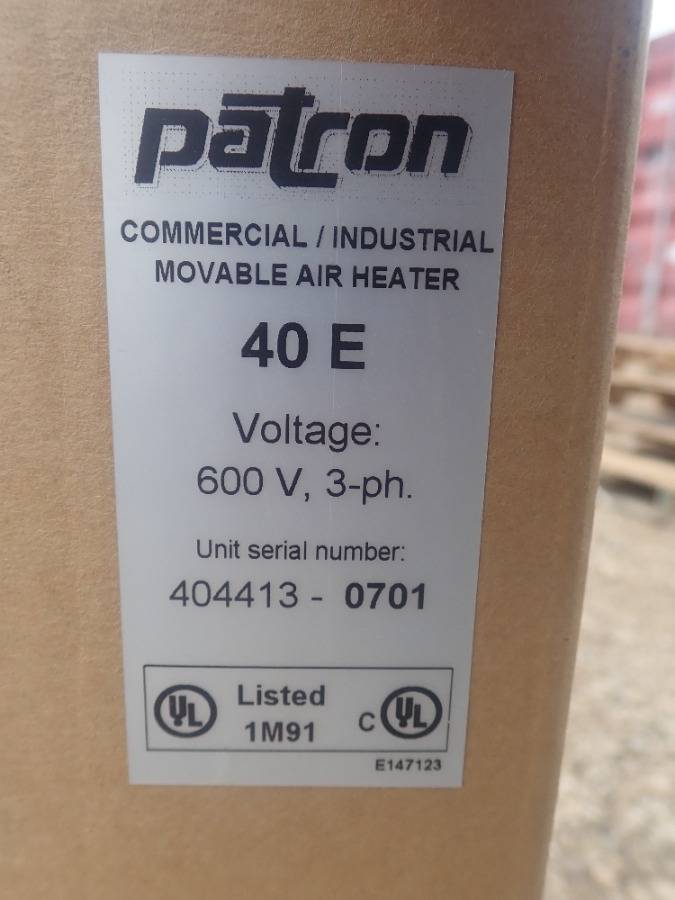 patron
COMMERCIAL / INDUSTRIAL
MOVABLE AIR HEATER
40 E
Voltage:
600 V, 3-ph.
Unit serial number:
404413 - 0701
UL Listed C UL
1M91
E147123